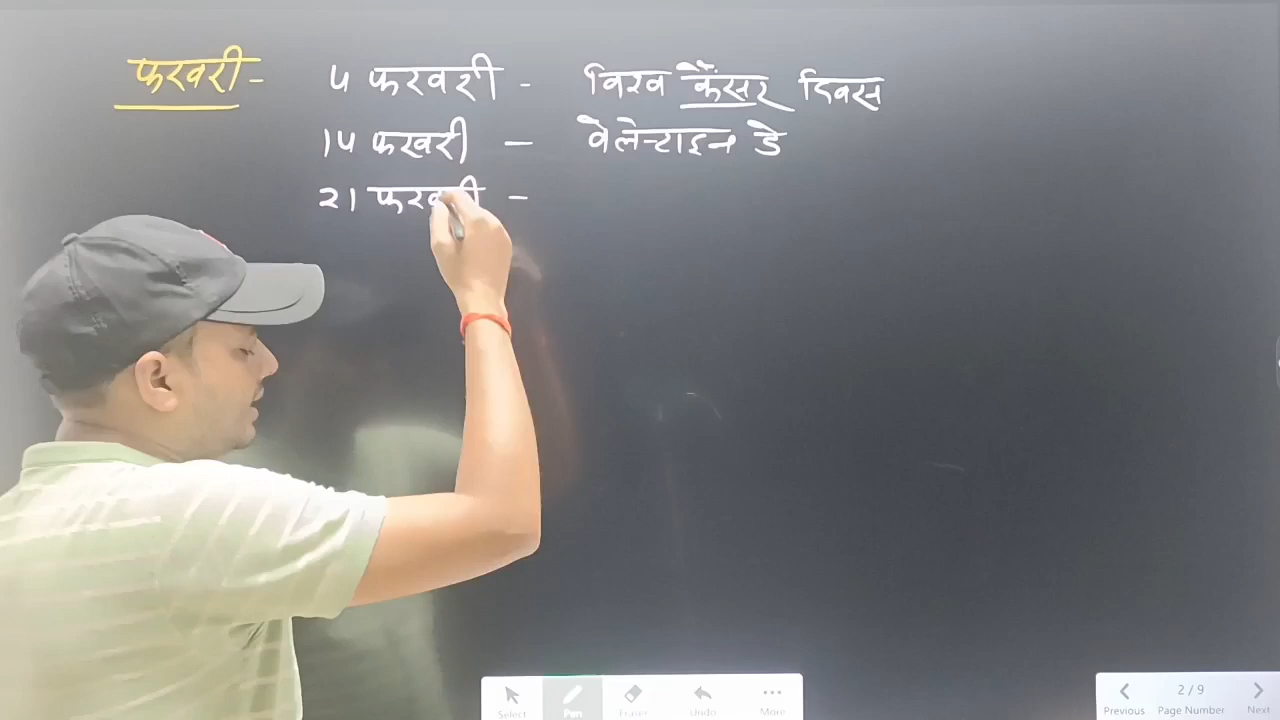 फरवरी- 4 फरवरी - विश्व कैंसर दिवस
14 फरवरी - वेलेन्टाइन डे
21 फरवरी -
Select Pen Eraser Undo More
Previous 2/9 Page Number Next